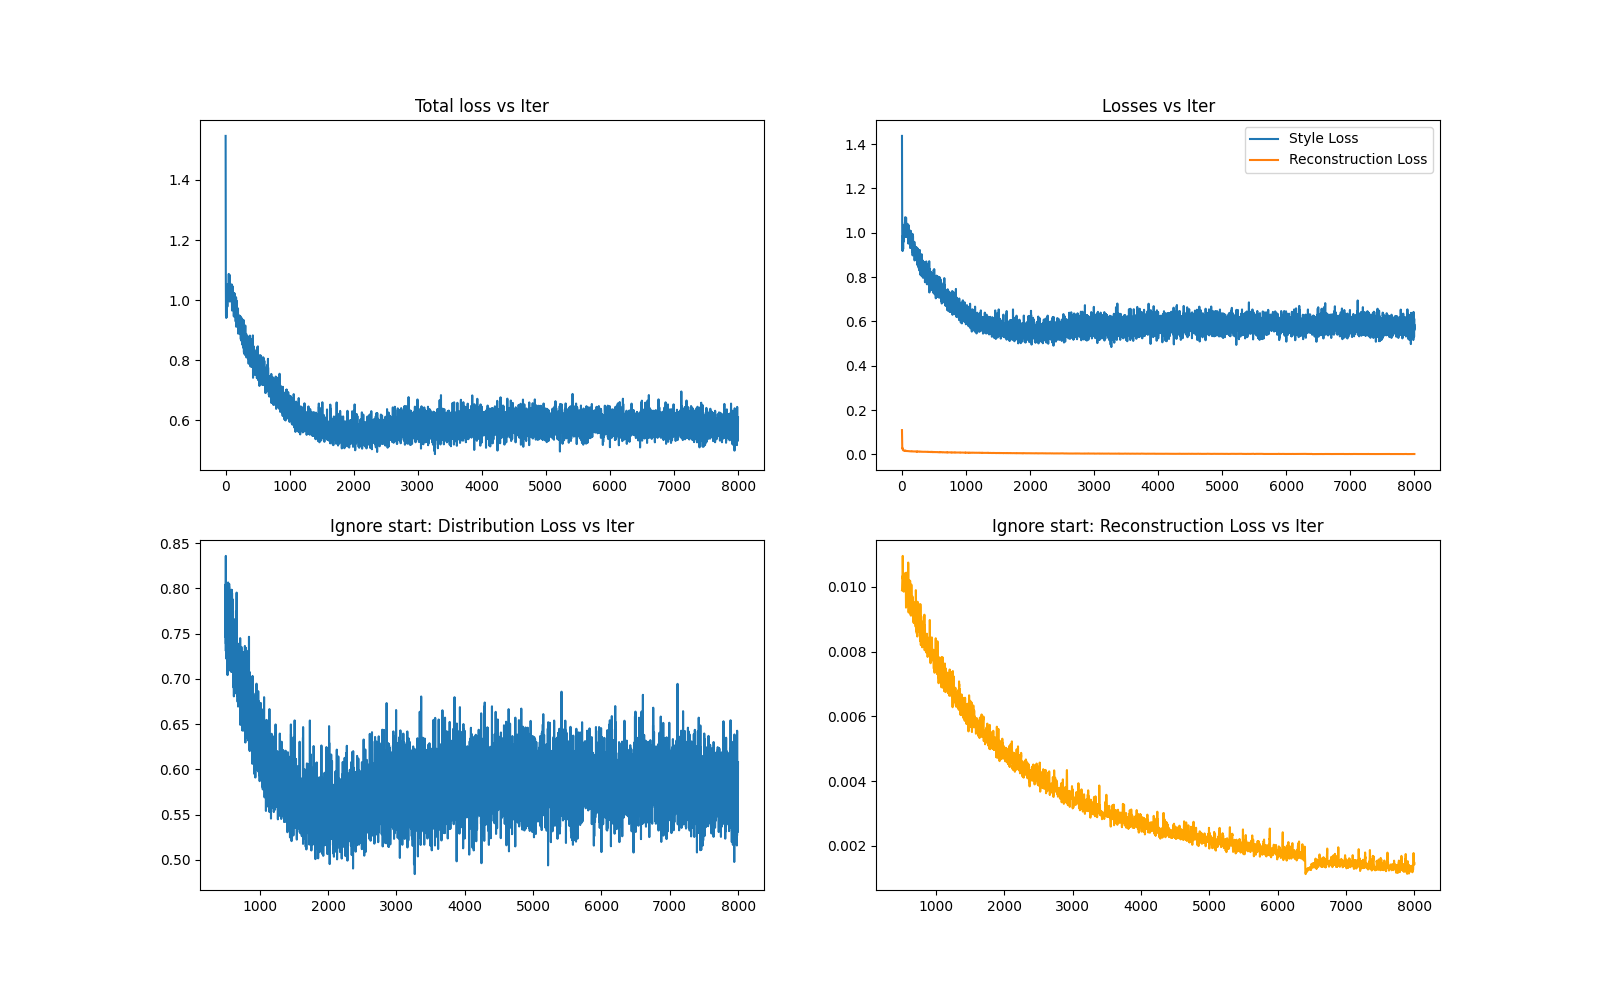 Total loss vs Iter
1.4
1.2
1.0
0.8
0.6
0 1000 2000 3000 4000 5000 6000 7000 8000
Losses vs Iter
Style Loss
Reconstruction Loss
1.4
1.2
1.0
0.8
0.6
0.4
0.2
0.0
0 1000 2000 3000 4000 5000 6000 7000 8000
Ignore start: Distribution Loss vs Iter
0.85
0.80
0.75
0.70
0.65
0.60
0.55
0.50
1000 2000 3000 4000 5000 6000 7000 8000
Ignore start: Reconstruction Loss vs Iter
0.010
0.008
0.006
0.004
0.002
1000 2000 3000 4000 5000 6000 7000 8000